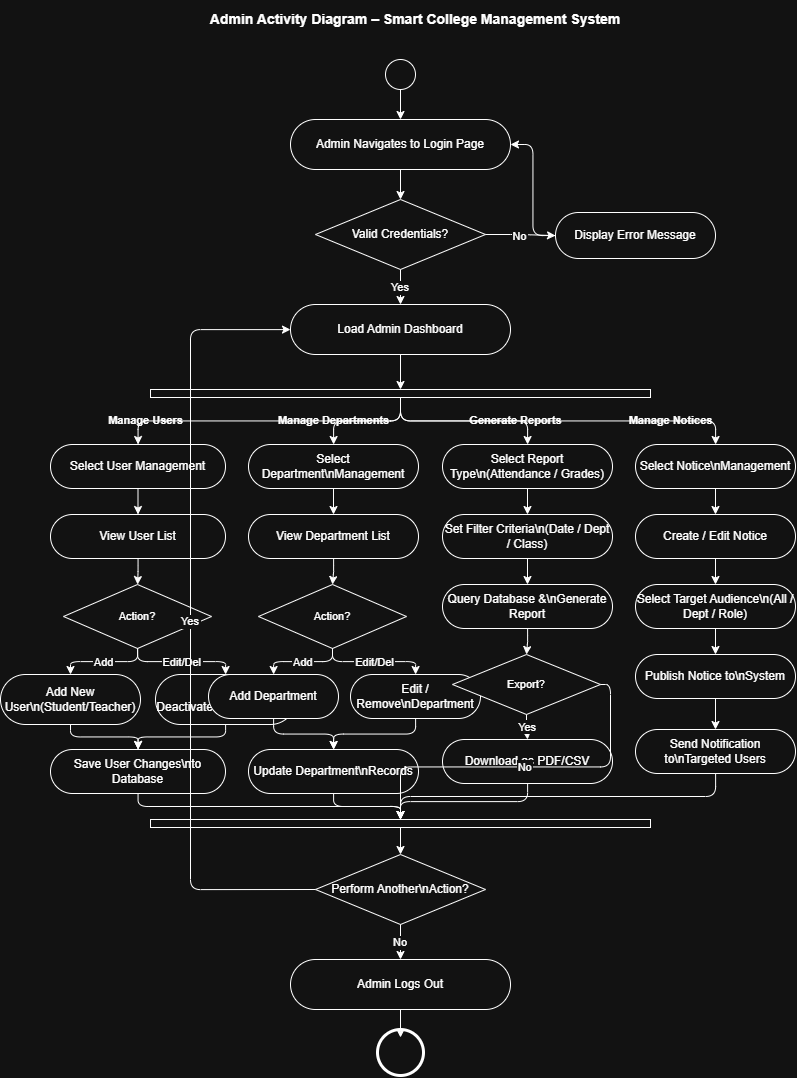 Admin Activity Diagram – Smart College Management System
Admin Navigates to Login Page
Valid Credentials?
No
Display Error Message
Yes
Load Admin Dashboard
Manage Users
Manage Departments
Generate Reports
Manage Notices
Select User Management
Select
Department\nManagement
Select Report
Type\n(Attendance / Grades)
Select Notice\nManagement
View User List
View Department List
Set Filter Criteria\n(Date / Dept
/ Class)
Create / Edit Notice
Action?
Yes
Action?
Query Database &\nGenerate
Report
Select Target Audience\n(All /
Dept / Role)
Add
Edit/Del
Add
Edit/Del
Add New
User\n(Student/Teacher)
Deactivate
Add Department
Edit /
Remove\nDepartment
Export?
Publish Notice to\nSystem
Yes
Save User Changes\nto
Database
Update Department\nRecords
Download as PDF/CSV
No
Send Notification
to\nTargeted Users
Perform Another\nAction?
No
Admin Logs Out